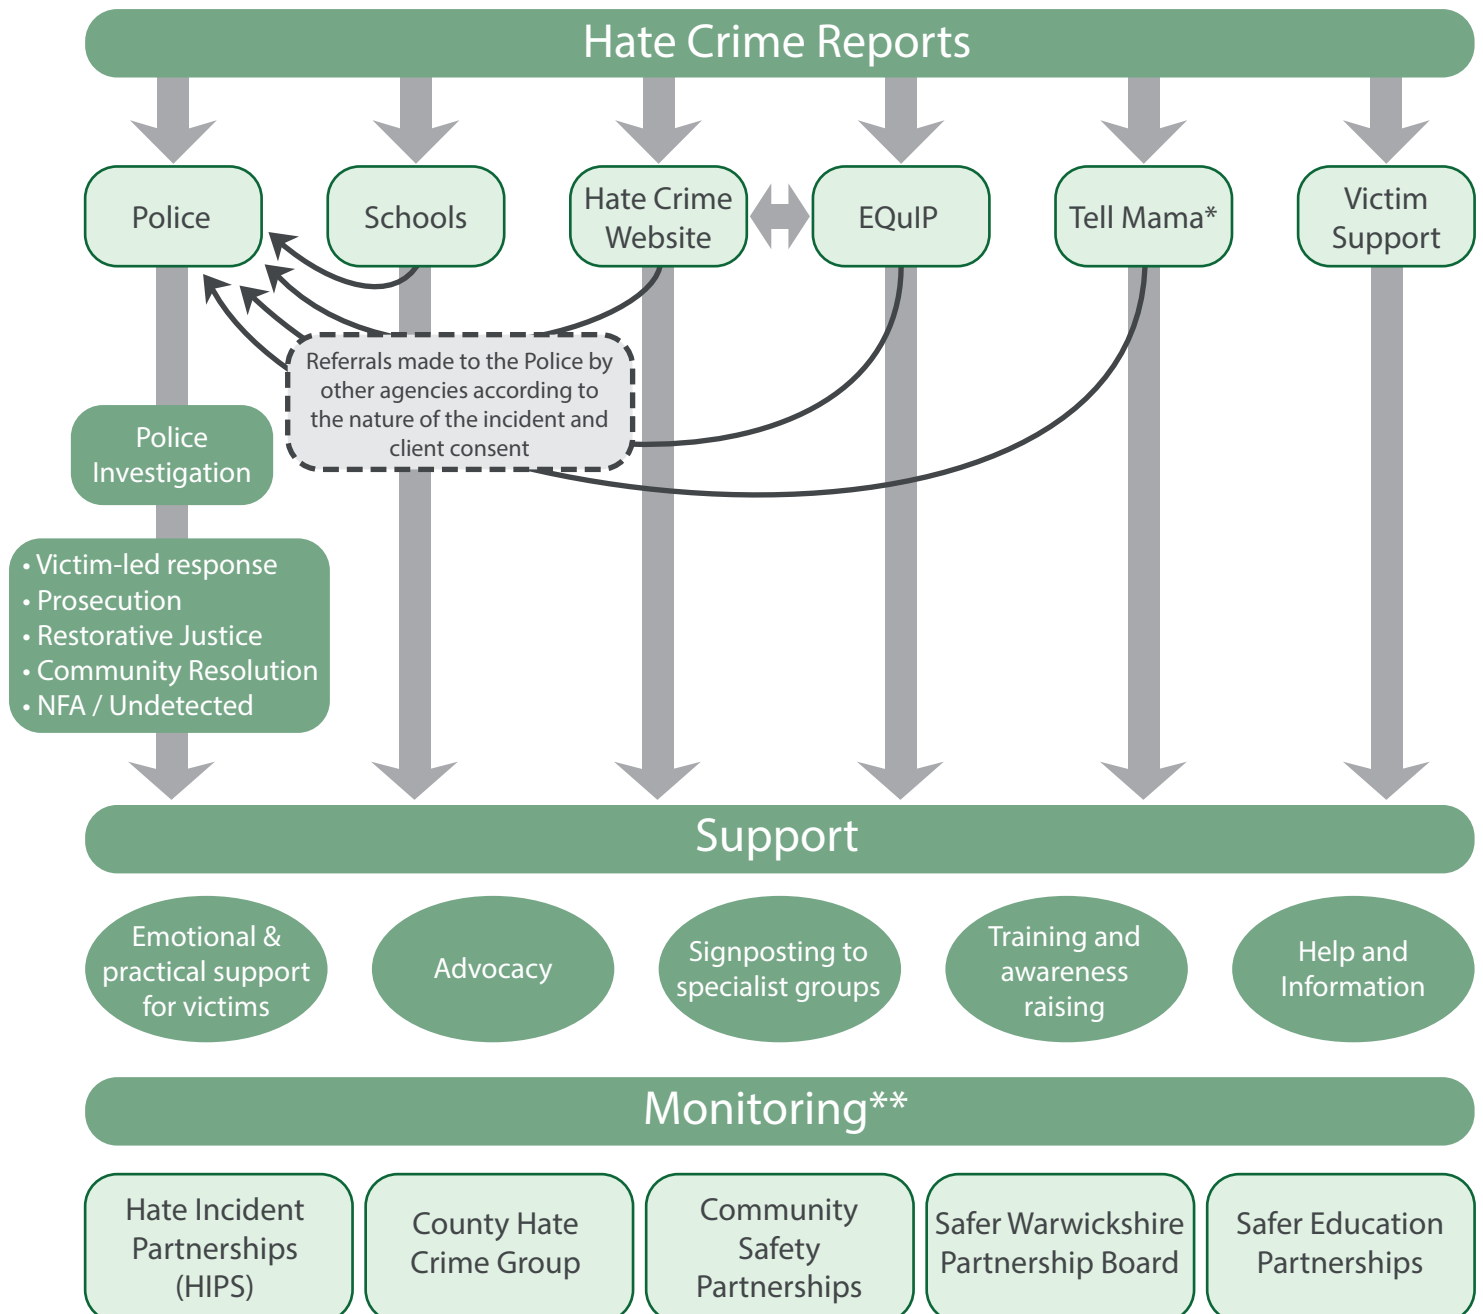 Hate Crime Reports
Police
Schools
Hate Crime
Website
EQuIP
Tell Mama*
Victim
Support
Referrals made to the Police by
other agencies according to
the nature of the incident and
client consent
Police
Investigation
• Victim-led response
• Prosecution
• Restorative Justice
• Community Resolution
• NFA / Undetected
Support
Emotional &
practical support
for victims
Advocacy
Signposting to
specialist groups
Training and
awareness
raising
Help and
Information
Monitoring**
Hate Incident
Partnerships
(HIPS)
County Hate
Crime Group
Community
Safety
Partnerships
Safer Warwickshire
Partnership Board
Safer Education
Partnerships